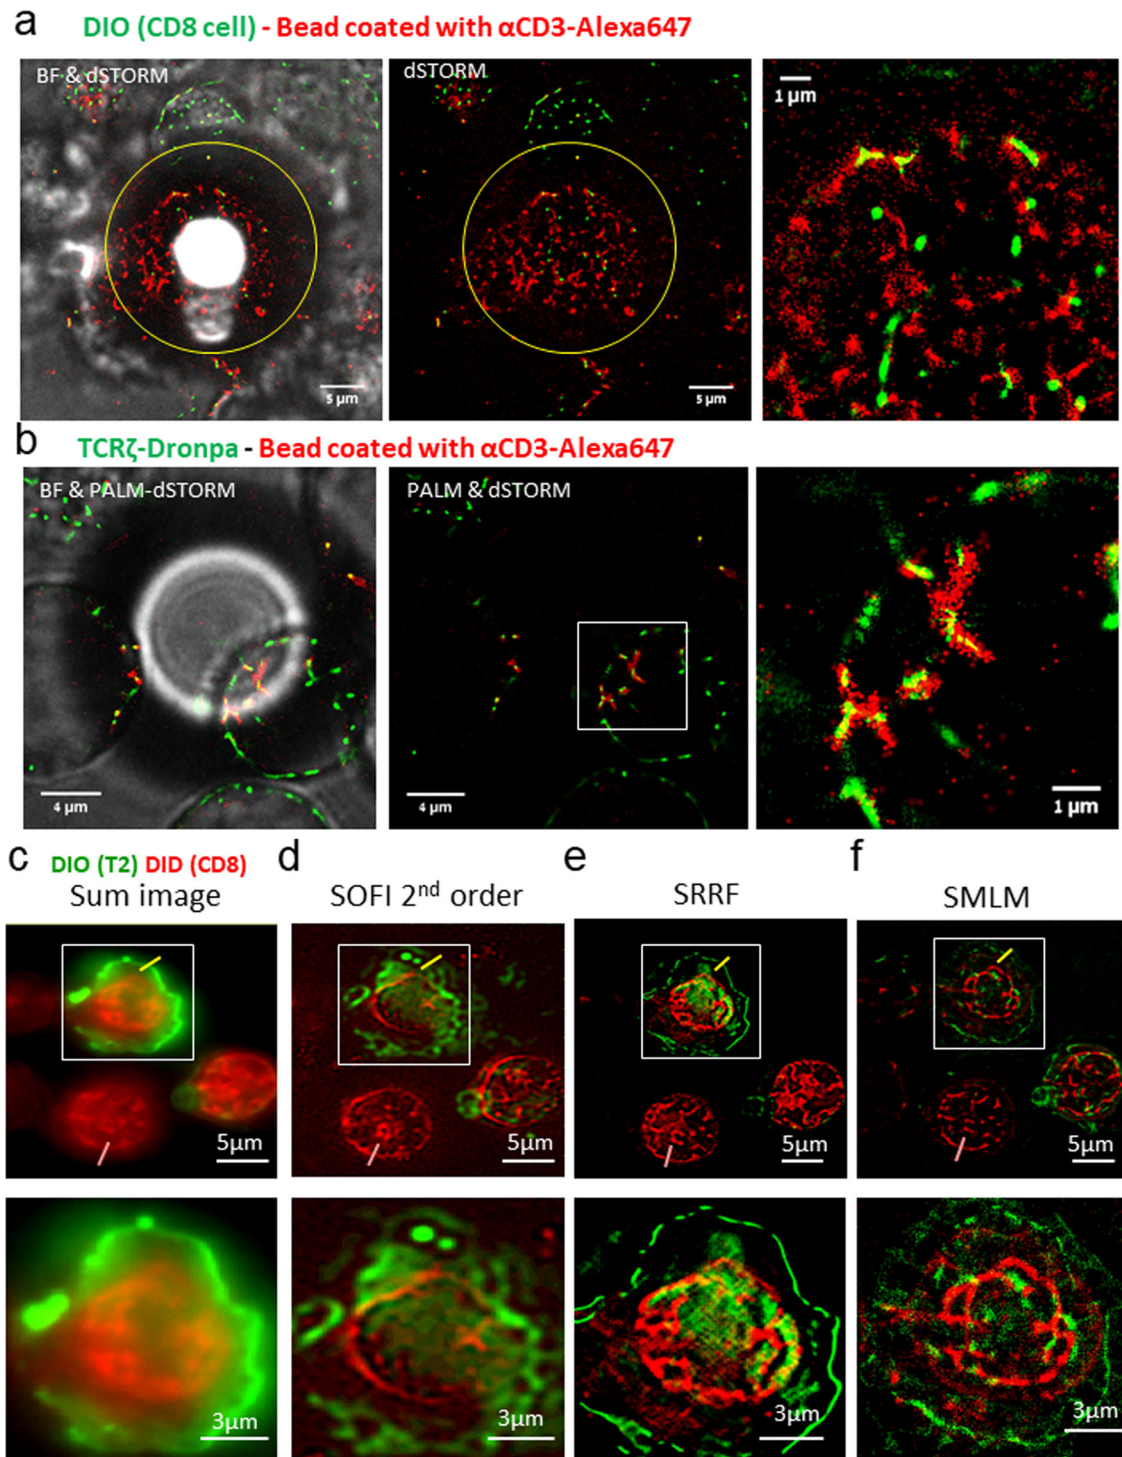 a
DIO (CD8 cell) - Bead coated with αCD3-Alexa647
BF & dSTORM
dSTORM
1 μm
5 μm
5 μm
b
TCRζ-Dronpa - Bead coated with αCD3-Alexa647
BF & PALM-dSTORM
PALM & dSTORM
4 μm
4 μm
1 μm
c
DIO (T2) DID (CD8)
d
e
f
Sum image
SOFI 2nd order
SRRF
SMLM
5μm
5μm
5μm
5μm
3μm
3μm
3μm
3μm